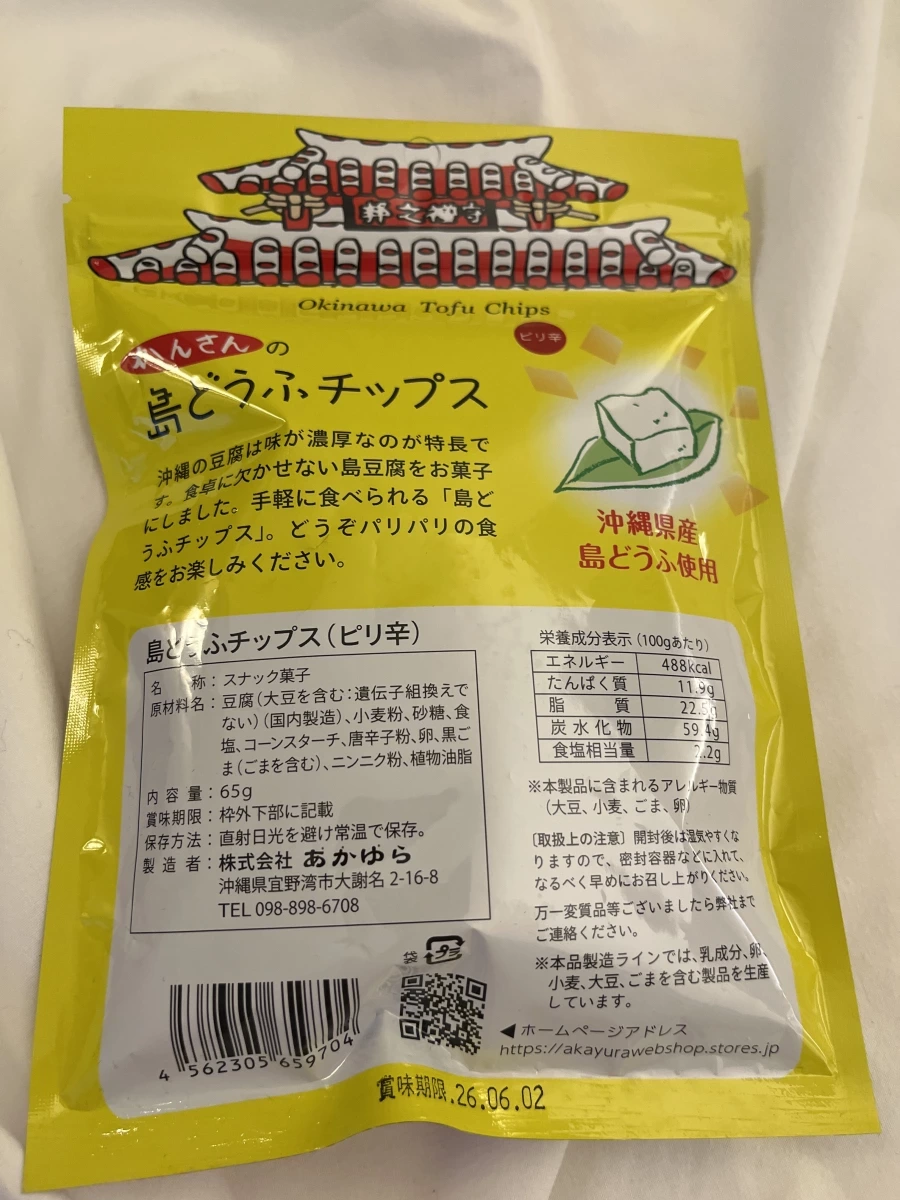 守禮之邦
Okinawa Tofu Chips
れんさんの
ピリ辛
島どうふチップス
沖縄の豆腐は味が濃厚なのが特長で
す。食卓に欠かせない島豆腐をお菓子
にしました。手軽に食べられる「島ど
うふチップス」。どうぞパリパリの食
感をお楽しみください。
沖縄県産
島どうふ使用
島どうふチップス(ピリ辛)
名称:スナック菓子
原材料名:豆腐(大豆を含む:遺伝子組換えで
ない)(国内製造)、小麦粉、砂糖、食
塩、コーンスターチ、唐辛子粉、卵、黒ご
ま(ごまを含む)、ニンニク粉、植物油脂
内容量:65g
賞味期限:枠外下部に記載
保存方法:直射日光を避け常温で保存。
製造者:株式会社 あかゆら
沖縄県宜野湾市大謝名 2-16-8
TEL 098-898-6708
栄養成分表示(100gあたり)
エネルギー 488kcal
たんぱく質 11.9g
脂質 22.5g
炭水化物 59.4g
食塩相当量 2.2g
※本製品に含まれるアレルギー物質
(大豆、小麦、ごま、卵)
〔取扱上の注意〕開封後は湿気やすくな
りますので、密封容器などに入れて、
なるべく早めにお召し上がりください。
万一変質品等ございましたら弊社まで
ご連絡ください。
※本品製造ラインでは、乳成分、卵、
小麦、大豆、ごまを含む製品を生産
しています。
◀ホームページアドレス
https://akayurawebshop.stores.jp
袋
プラ
4 562305 659704
賞味期限.26.06.02